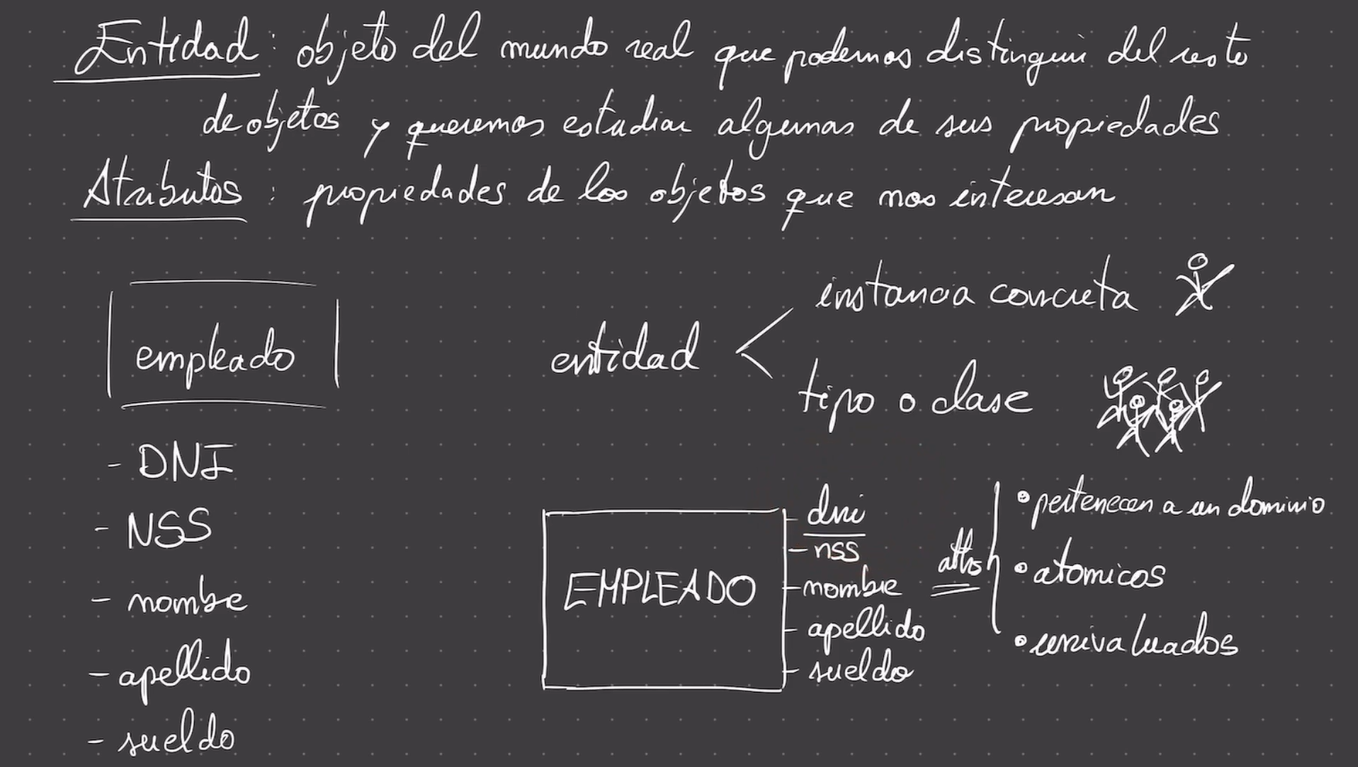 Entidad: objeto del mundo real que podemos distinguir del resto
de objetos y queremos estudiar algunas de sus propiedades
Atributos: propiedades de los objetos que nos interesan
empleado
- DNI
- NSS
- nombre
- apellido
- sueldo
entidad
instancia concreta
tipo o clase
EMPLEADO
- dni
- nss
- nombre
- apellido
- sueldo
attos
• pertenecen a un dominio
• atomicos
• univaluados